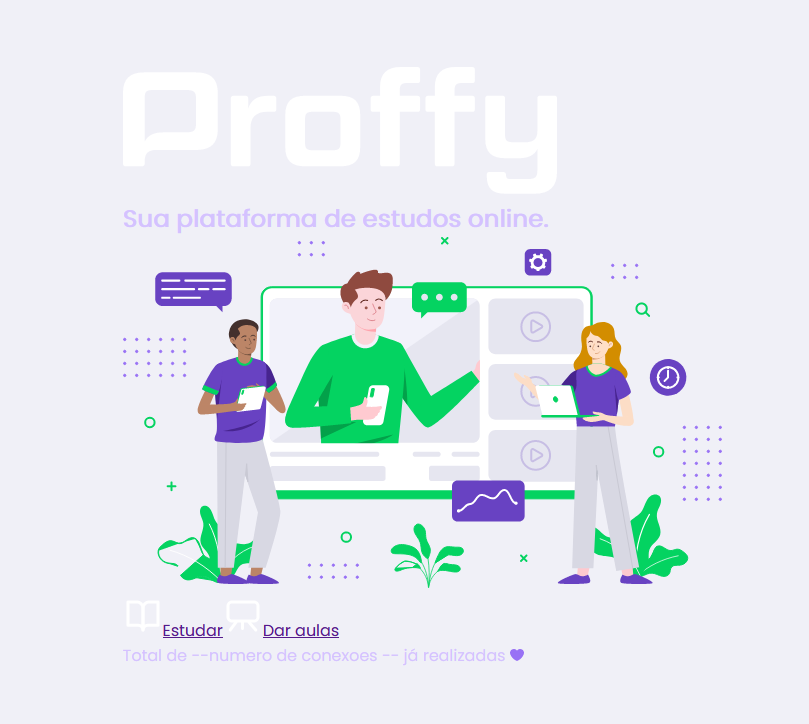 Proffy
Sua plataforma de estudos online.
Estudar Dar aulas
Total de --numero de conexoes -- já realizadas